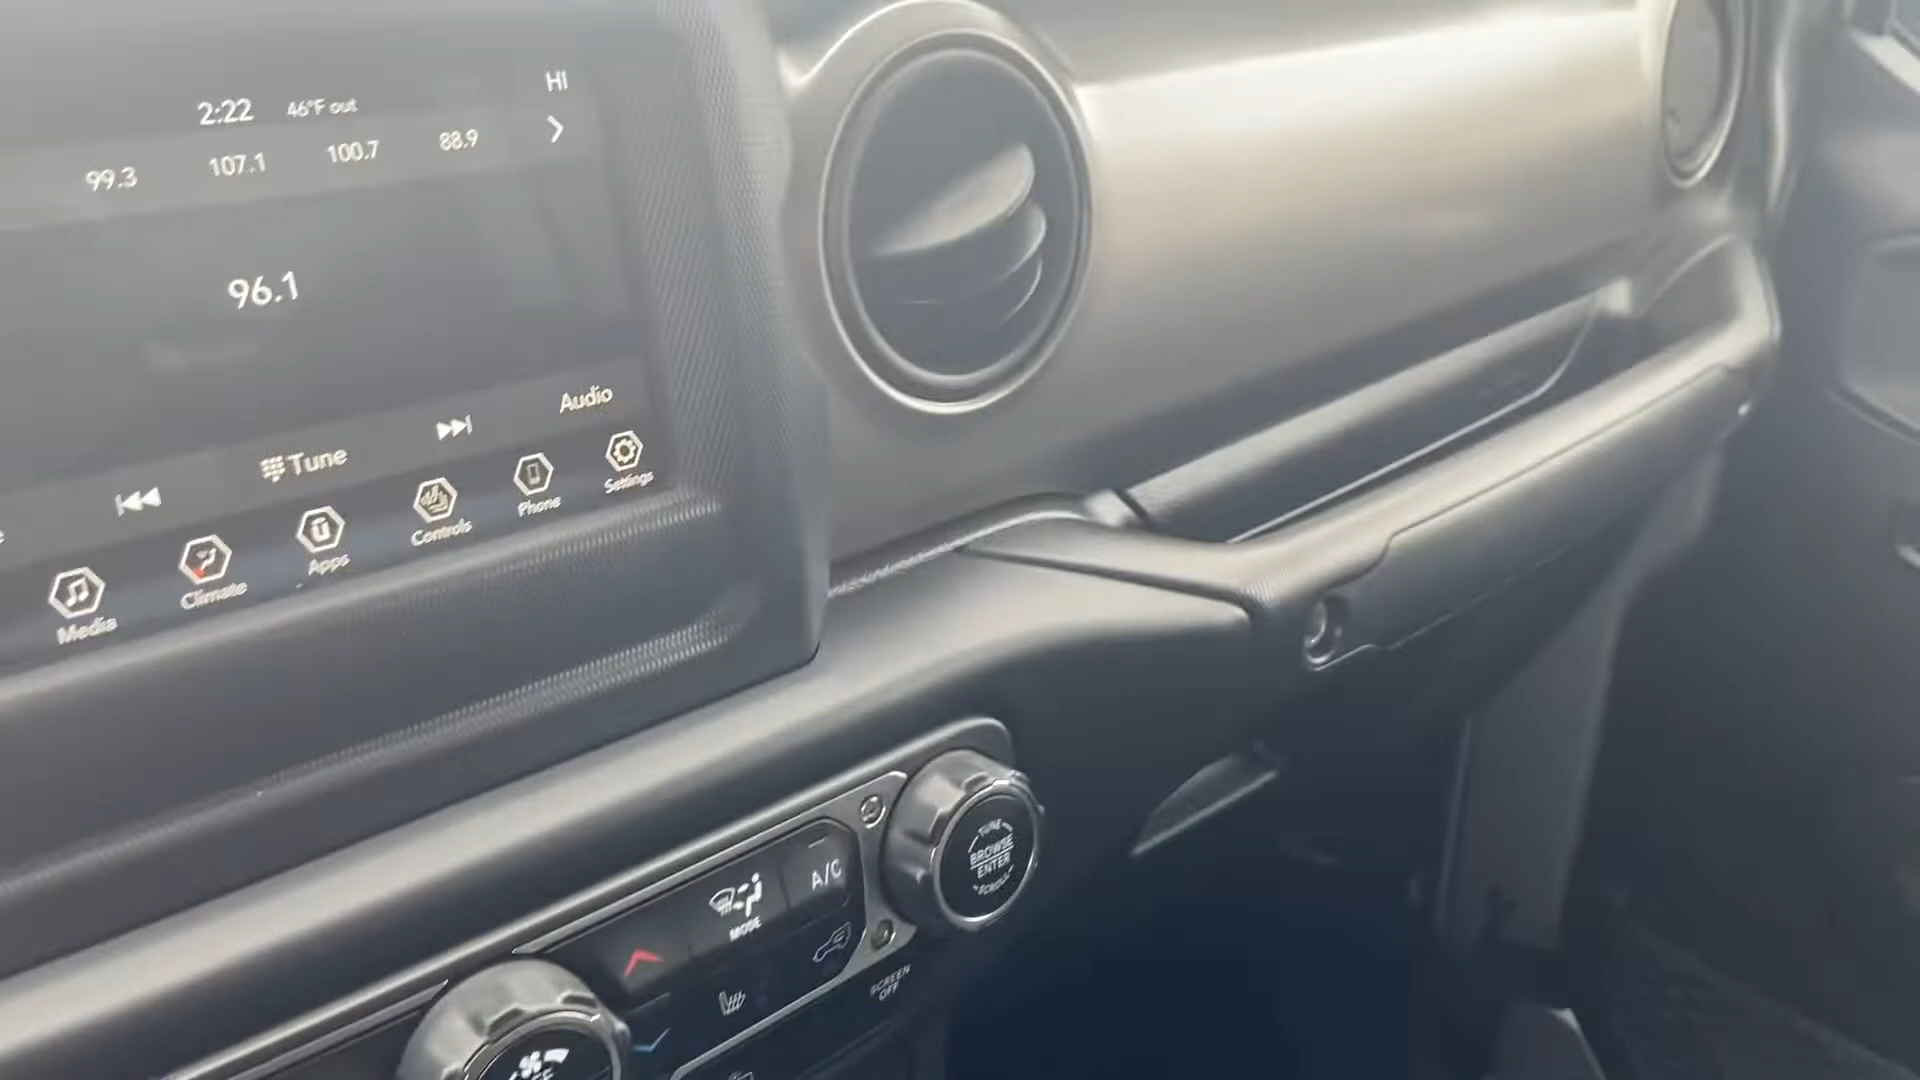 HI
2:22 46°F out
99.3 107.1 100.7 88.9
96.1
Tune
Audio
Media
Climate
Apps
Controls
Phone
Settings
A/C
MODE
TUNE
BROWSE
ENTER
SCROLL
SCREEN
OFF